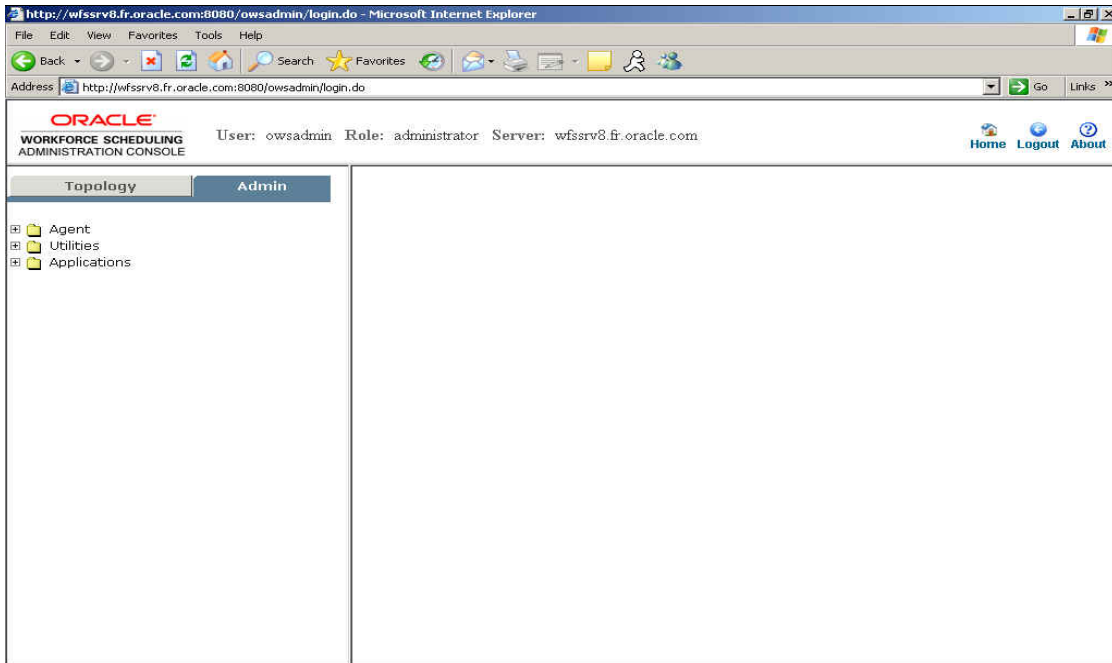 http://wfssrv8.fr.oracle.com:8080/owsadmin/login.do - Microsoft Internet Explorer
File Edit View Favorites Tools Help
Back Search Favorites
Address http://wfssrv8.fr.oracle.com:8080/owsadmin/login.do Go Links »
ORACLE
WORKFORCE SCHEDULING
ADMINISTRATION CONSOLE
User: owsadmin Role: administrator Server: wfssrv8.fr.oracle.com
Home Logout About
Topology Admin
Agent
Utilities
Applications